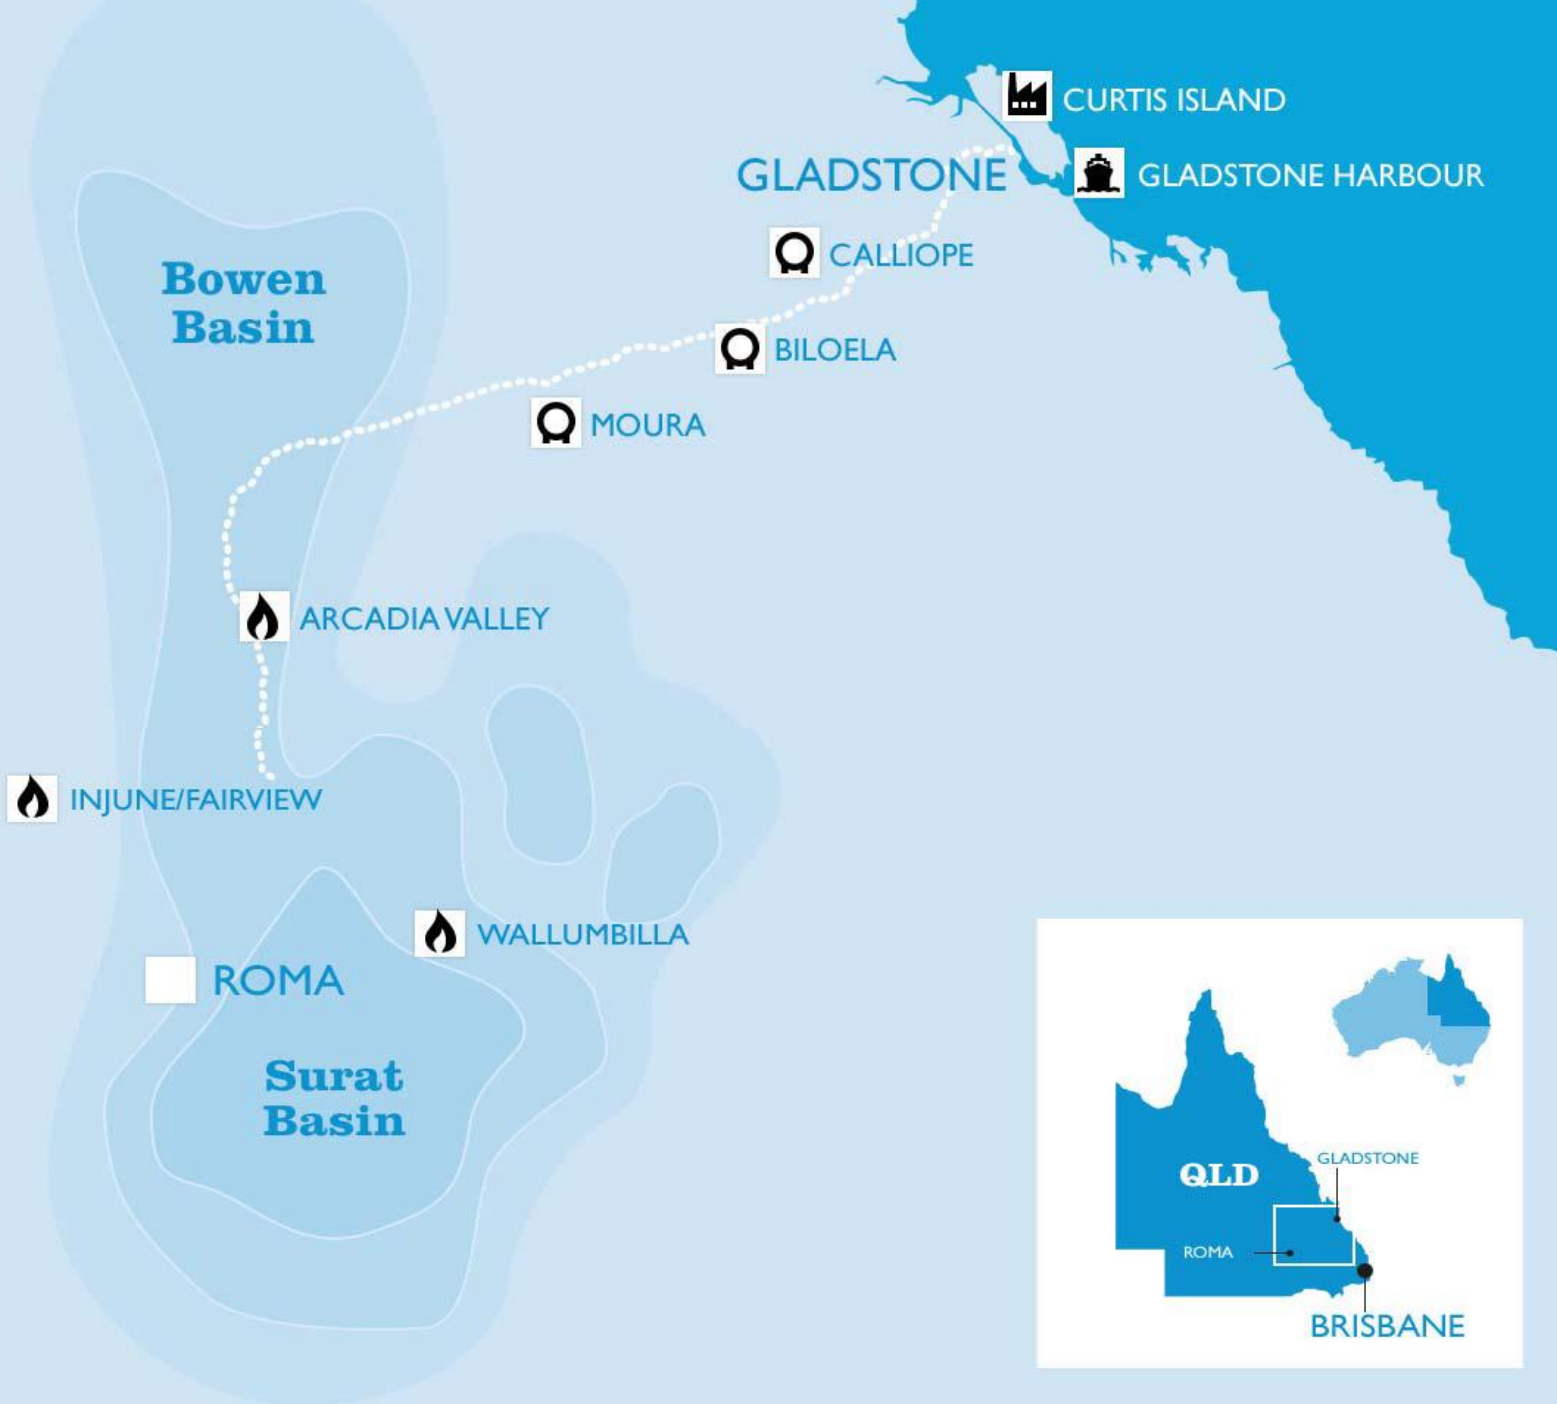 CURTIS ISLAND
GLADSTONE
GLADSTONE HARBOUR
CALLIOPE
Bowen
Basin
BILOELA
MOURA
ARCADIA VALLEY
INJUNE/FAIRVIEW
WALLUMBILLA
ROMA
Surat
Basin
QLD
GLADSTONE
ROMA
BRISBANE